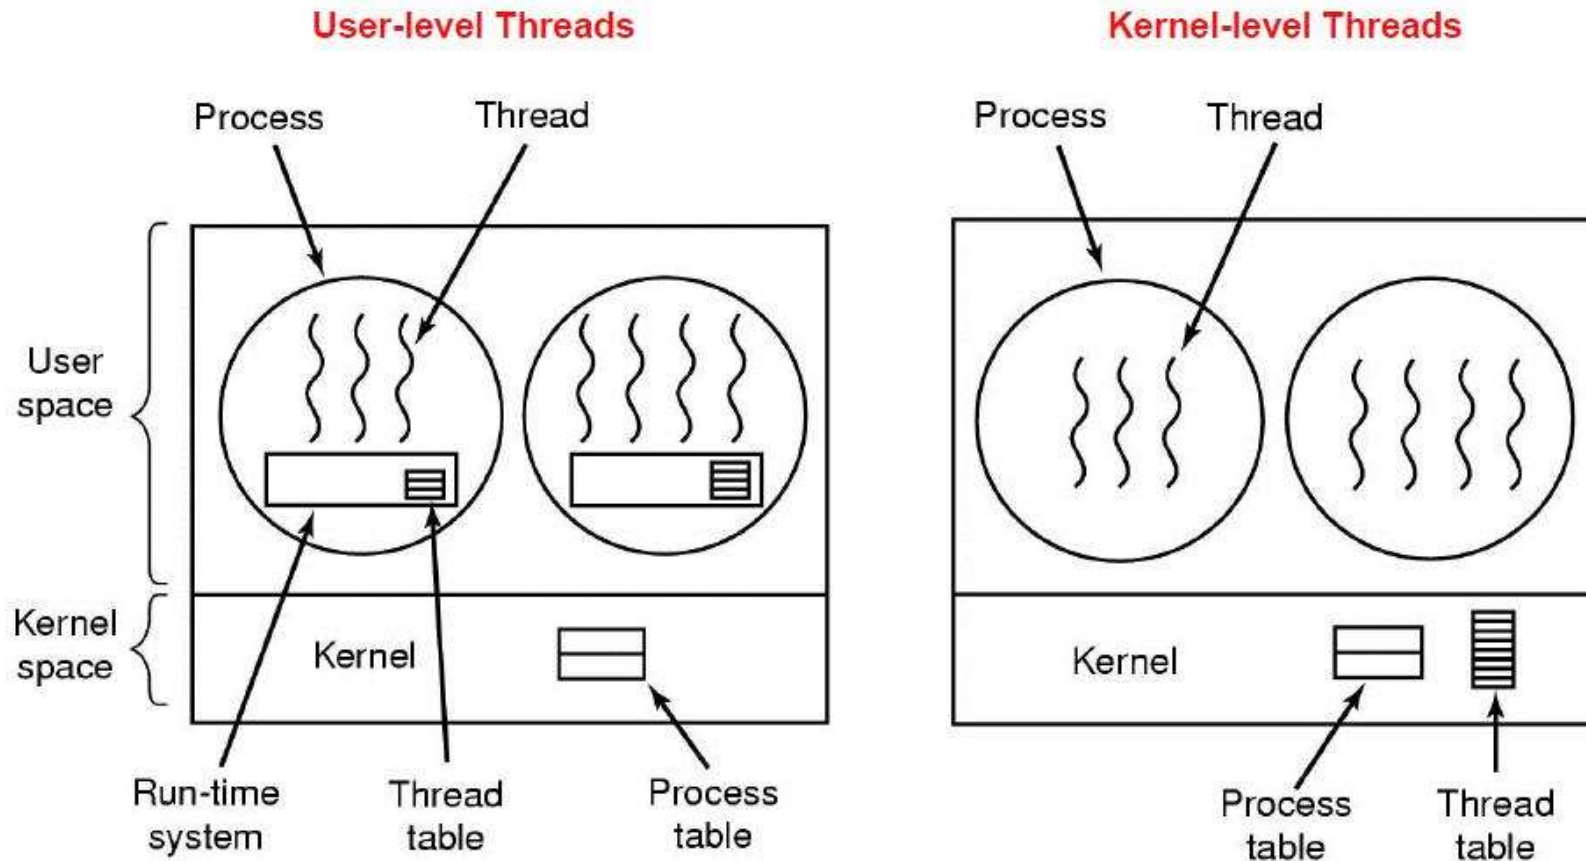 User-level Threads
Kernel-level Threads
Process
Thread
Process
Thread
User
space
Kernel
space
Kernel
Kernel
Run-time
system
Thread
table
Process
table
Process
table
Thread
table